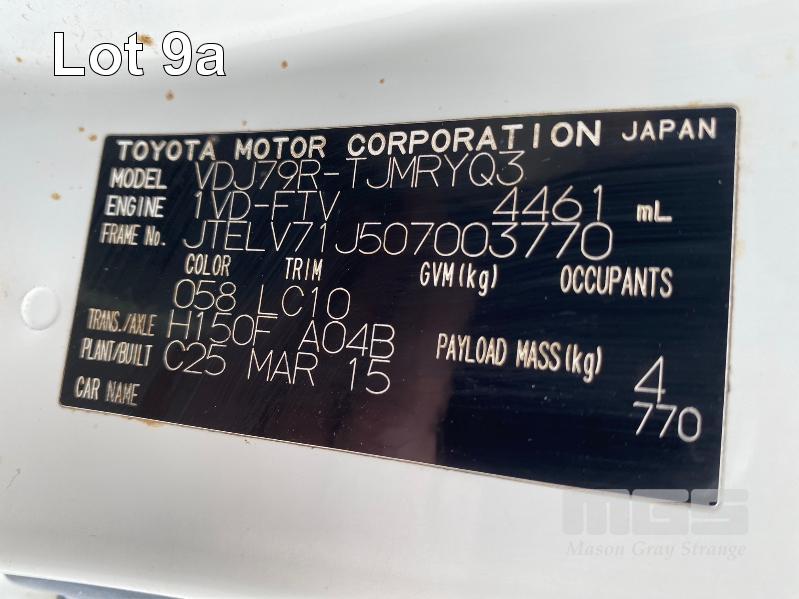 Lot 9a
TOYOTA MOTOR CORPORATION JAPAN
MODEL VDJ79R-TJMRYQ3
ENGINE 1VD-FTV 4461 mL
FRAME No. JTELV71J507003770
COLOR TRIM GVM(kg) OCCUPANTS
058 LC10
TRANS./AXLE H150F A04B PAYLOAD MASS(kg) 4
PLANT/BUILT C25 MAR 15 770
CAR NAME
MGS
Mason Gray Strange